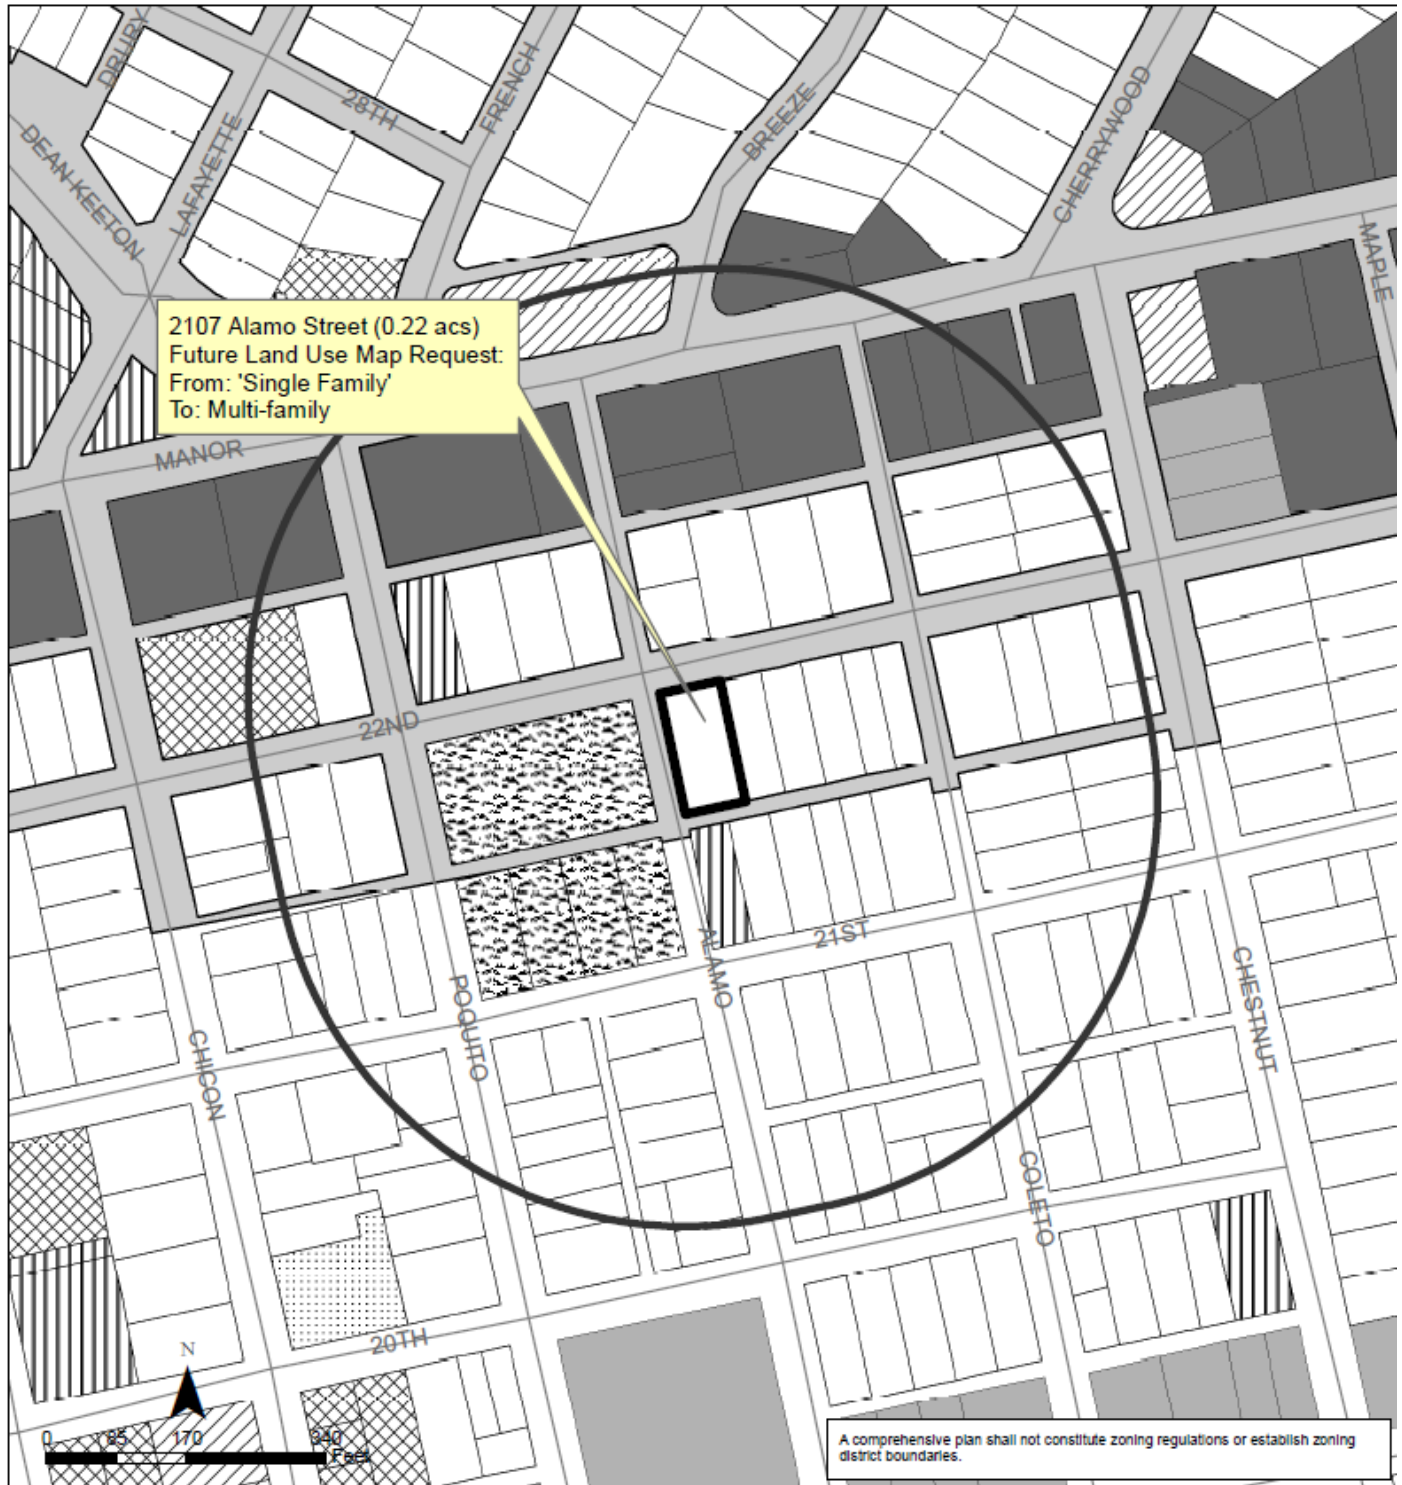 DRURY
28TH
FRENCH
BREEZE
CHERRYWOOD
DEAN KEETON
LAFAYETTE
MAPLE
2107 Alamo Street (0.22 acs)
Future Land Use Map Request:
From: 'Single Family'
To: Multi-family
MANOR
22ND
21ST
ALAMO
POQUITO
CHICON
CHESTNUT
COLETO
20TH
N
0 85 170 340
Feet
A comprehensive plan shall not constitute zoning regulations or establish zoning
district boundaries.